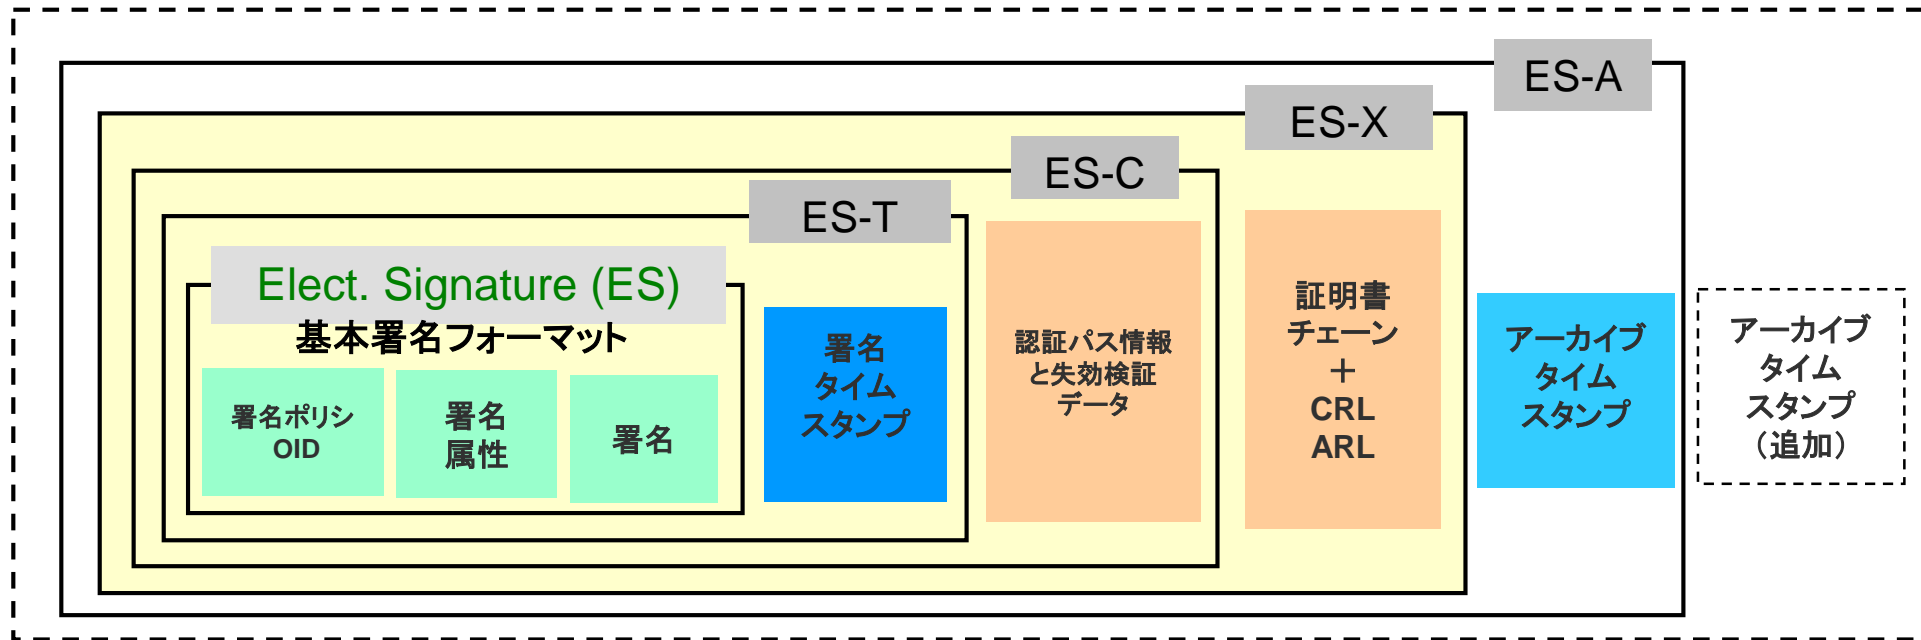 ES-A
ES-X
ES-C
ES-T
Elect. Signature (ES)
基本署名フォーマット
署名ポリシ
OID
署名
属性
署名
署名
タイム
スタンプ
認証パス情報
と失効検証
データ
証明書
チェーン
＋
CRL
ARL
アーカイブ
タイム
スタンプ
アーカイブ
タイム
スタンプ
（追加）